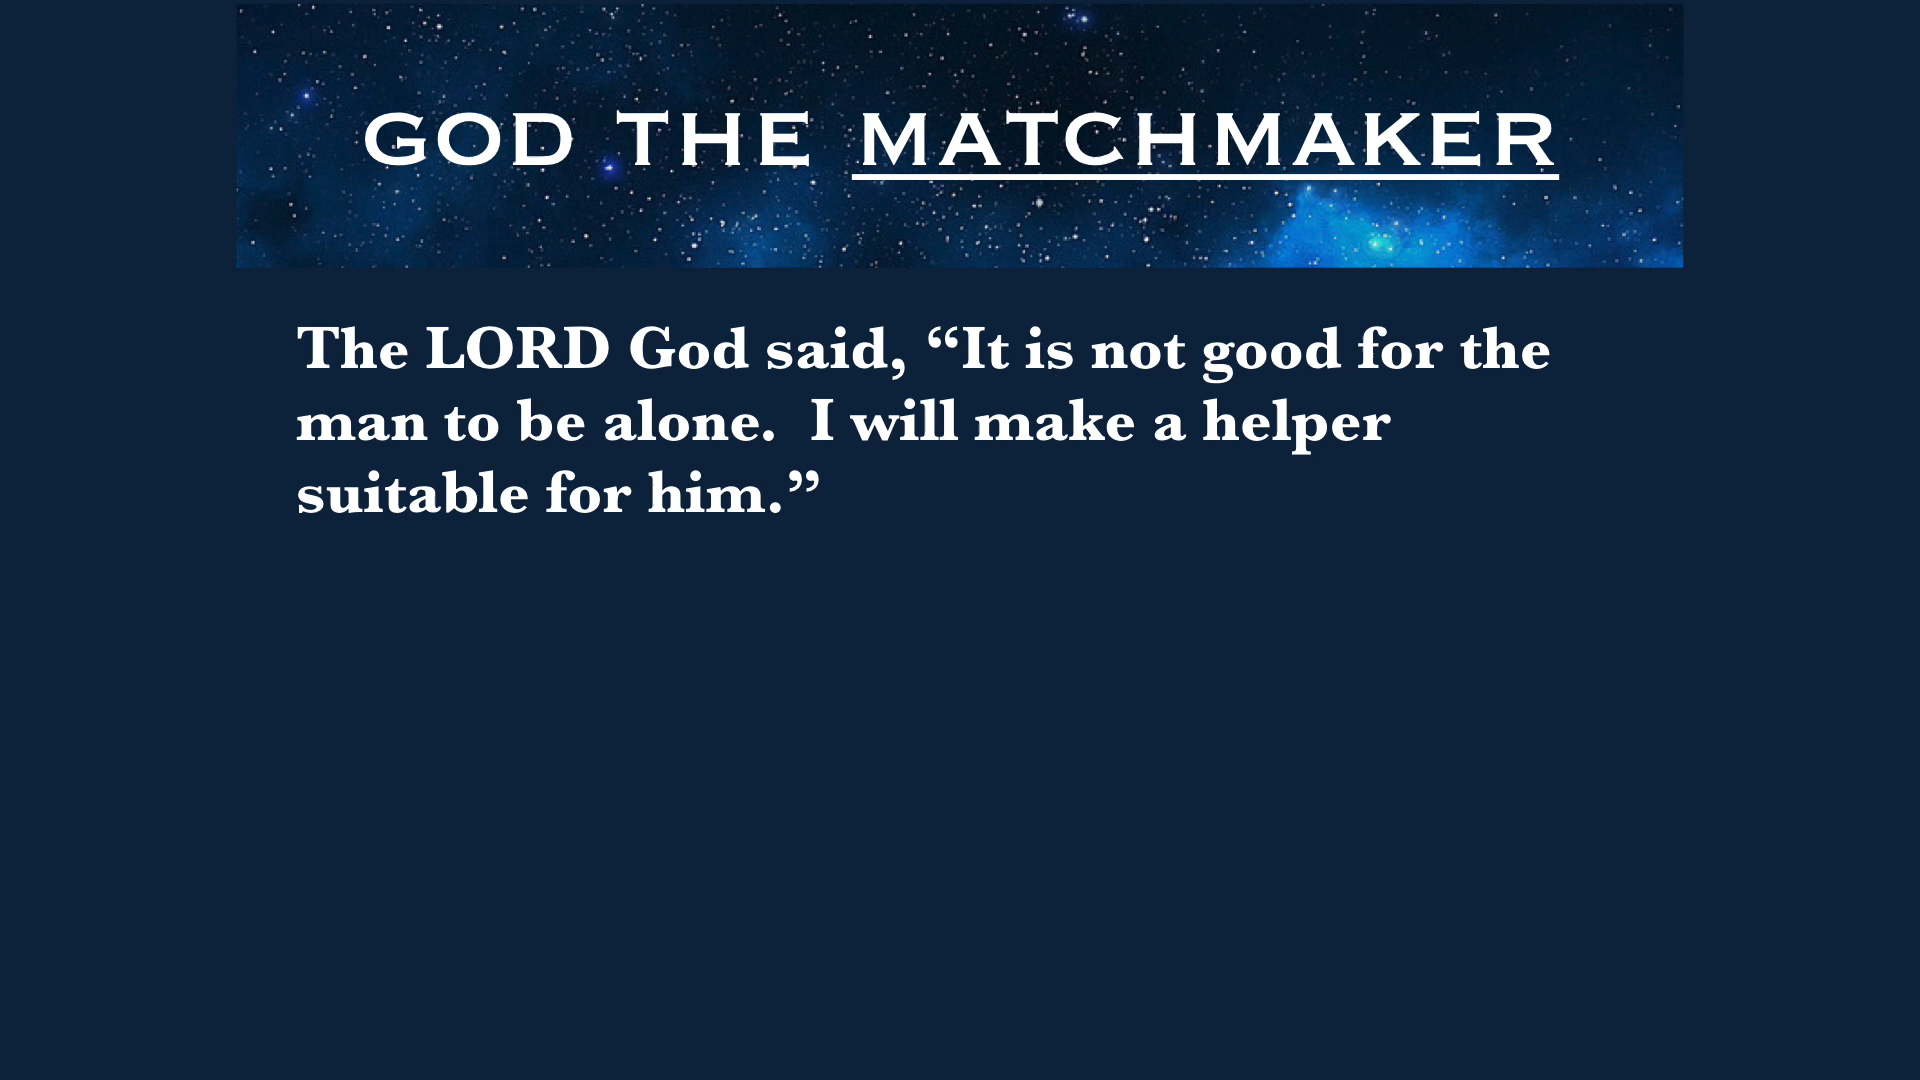 GOD THE MATCHMAKER
The LORD God said, “It is not good for the
man to be alone.  I will make a helper
suitable for him.”